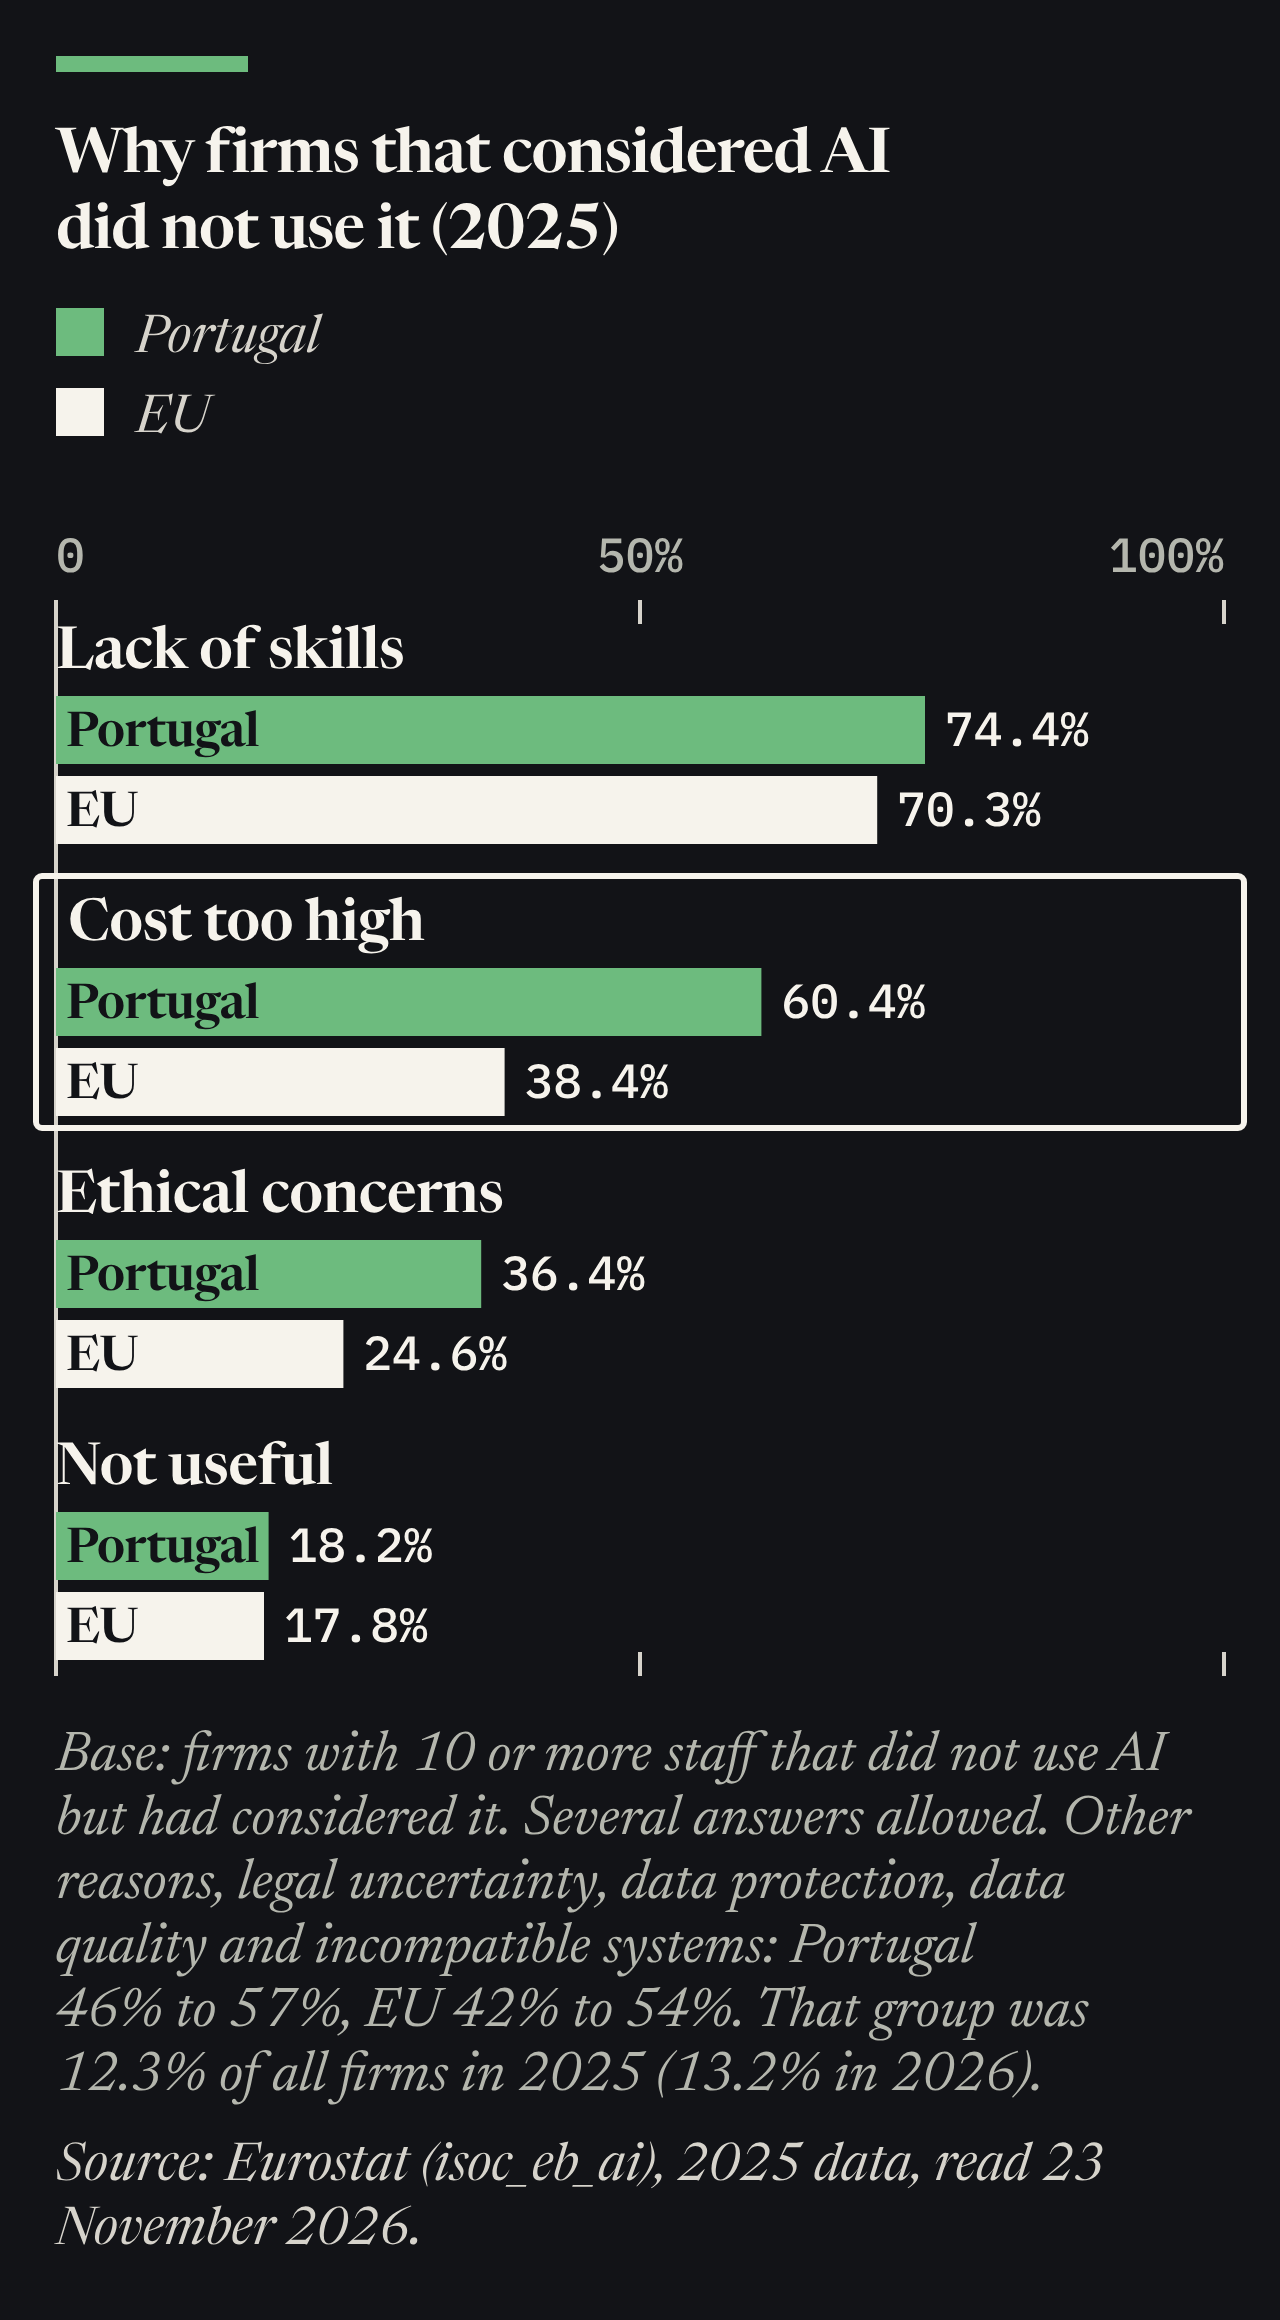 Why firms that considered AI
did not use it (2025)
Portugal
EU
0 50% 100%
Lack of skills
Portugal 74.4%
EU 70.3%
Cost too high
Portugal 60.4%
EU 38.4%
Ethical concerns
Portugal 36.4%
EU 24.6%
Not useful
Portugal 18.2%
EU 17.8%
Base: firms with 10 or more staff that did not use AI
but had considered it. Several answers allowed. Other
reasons, legal uncertainty, data protection, data
quality and incompatible systems: Portugal
46% to 57%, EU 42% to 54%. That group was
12.3% of all firms in 2025 (13.2% in 2026).
Source: Eurostat (isoc_eb_ai), 2025 data, read 23
November 2026.